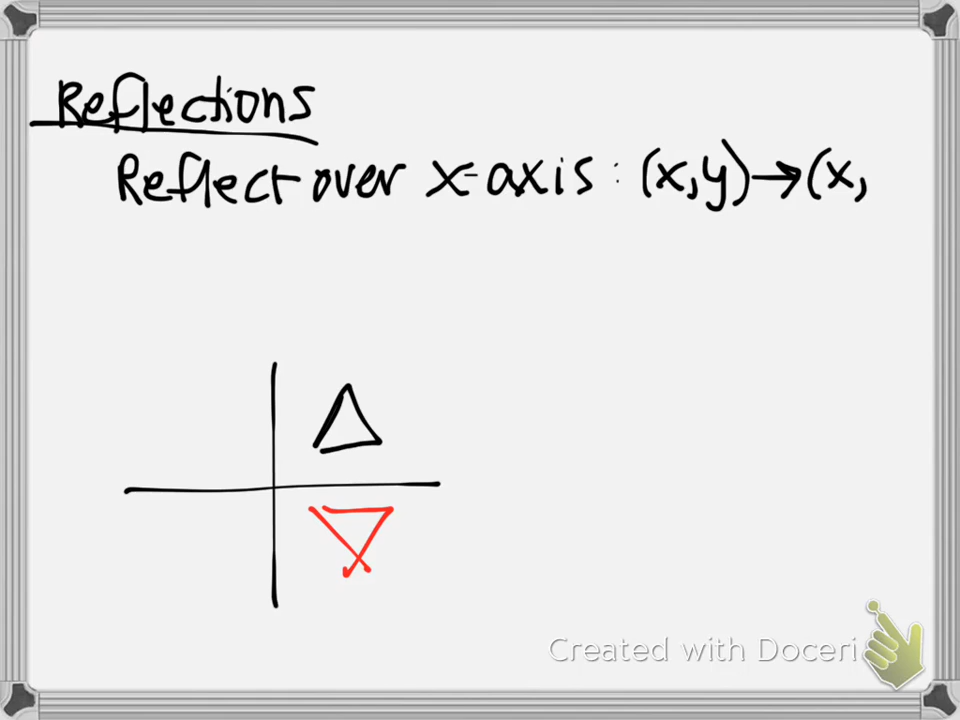 Reflections
Reflect over x-axis : (x,y)→(x,
Created with Doceri